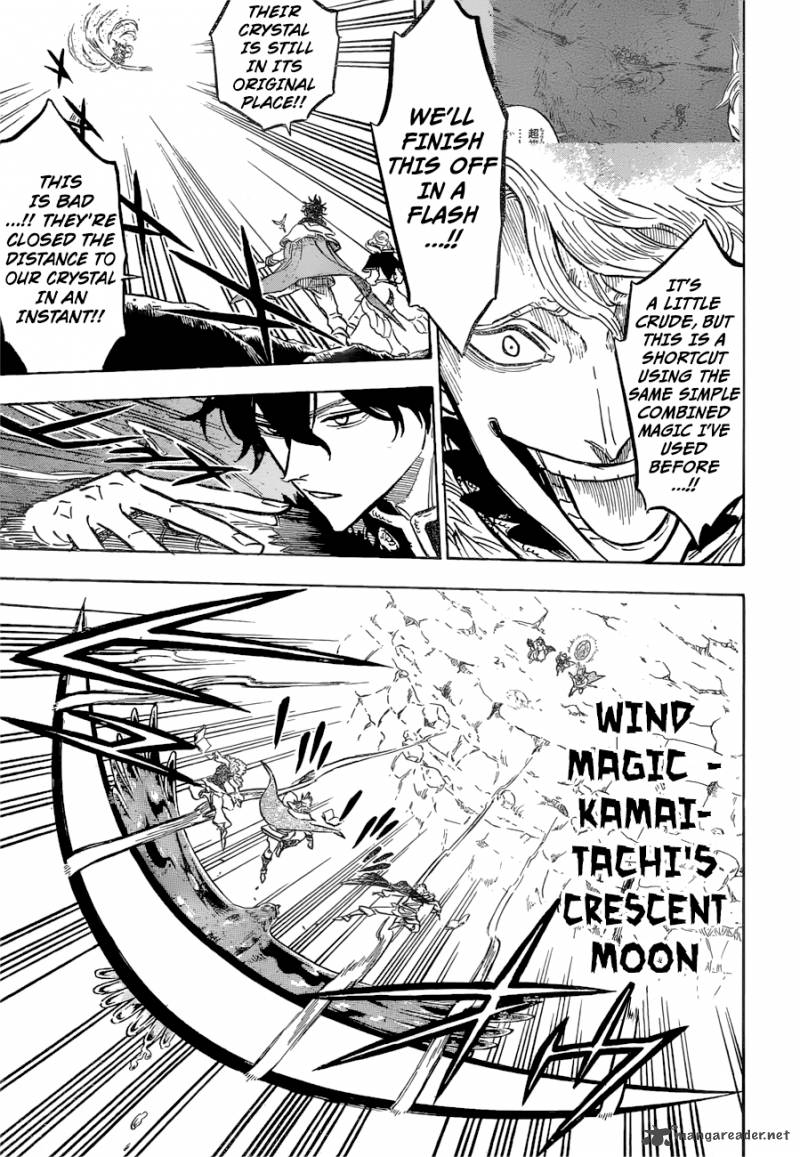 超
IT'S
A LITTLE
CRUDE, BUT
THIS IS A
SHORTCUT
USING THE
SAME SIMPLE
COMBINED
MAGIC I'VE
USED
BEFORE
...!!
WE'LL
FINISH
THIS OFF
IN A
FLASH
...!!
THEIR
CRYSTAL
IS STILL
IN ITS
ORIGINAL
PLACE!!
THIS
IS BAD
...!! THEY'RE
CLOSED THE
DISTANCE TO
OUR CRYSTAL
IN AN
INSTANT!!
WIND
MAGIC -
KAMAI-
TACHI'S
CRESCENT
MOON
mangareader.net